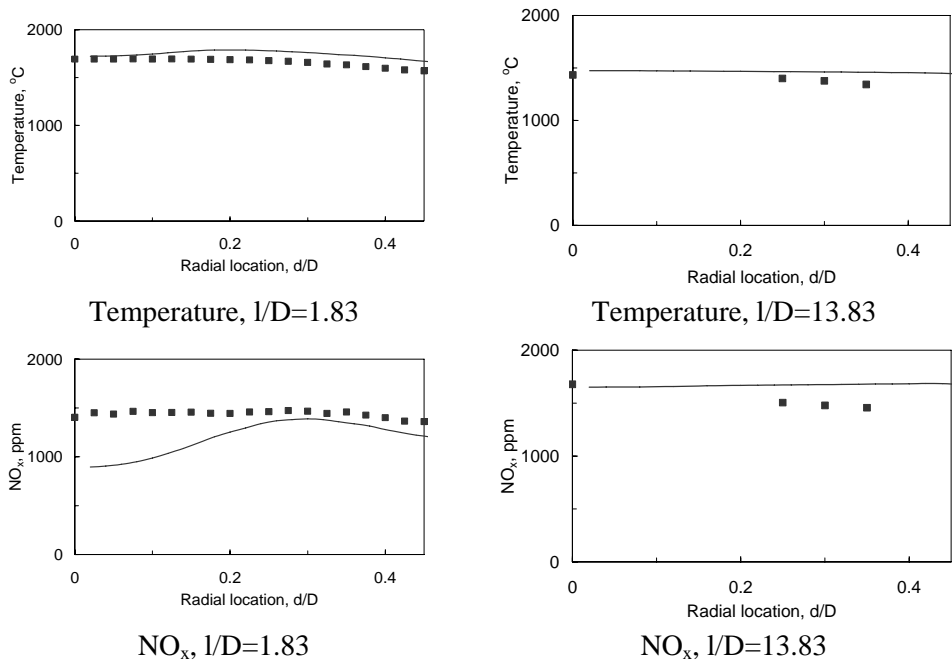 2000
1000
0
Temperature, °C
0
0.2
0.4
Radial location, d/D
Temperature, l/D=1.83
2000
1000
0
Temperature, °C
0
0.2
0.4
Radial location, d/D
Temperature, l/D=13.83
2000
1000
0
NOx, ppm
0
0.2
0.4
Radial location, d/D
NOx, l/D=1.83
2000
1000
0
NOx, ppm
0
0.2
0.4
Radial location, d/D
NOx, l/D=13.83